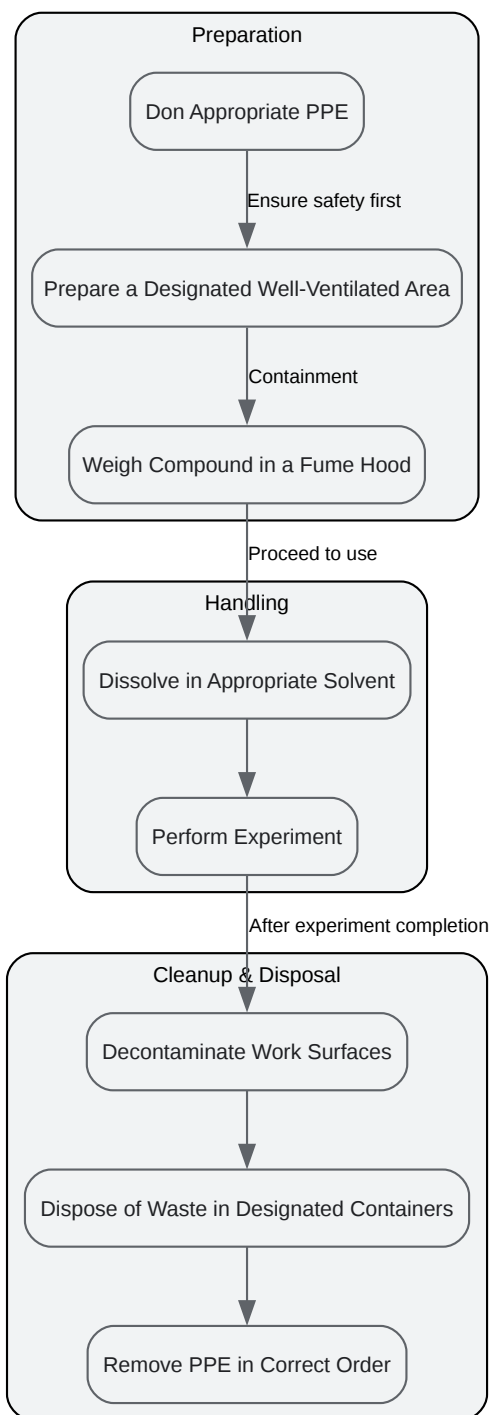 Preparation
Don Appropriate PPE
Ensure safety first
Prepare a Designated Well-Ventilated Area
Containment
Weigh Compound in a Fume Hood
Proceed to use
Handling
Dissolve in Appropriate Solvent
Perform Experiment
After experiment completion
Cleanup & Disposal
Decontaminate Work Surfaces
Dispose of Waste in Designated Containers
Remove PPE in Correct Order